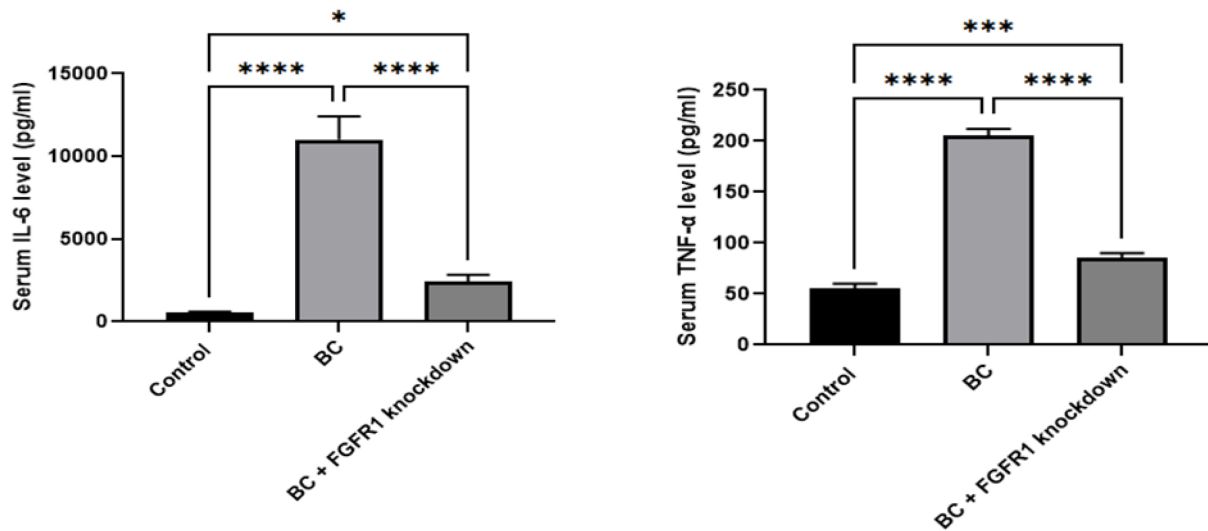 *
**** ****
15000
10000
5000
0
Serum IL-6 level (pg/ml)
Control
BC
BC + FGFR1 knockdown
***
**** ****
250
200
150
100
50
0
Serum TNF-α level (pg/ml)
Control
BC
BC + FGFR1 knockdown